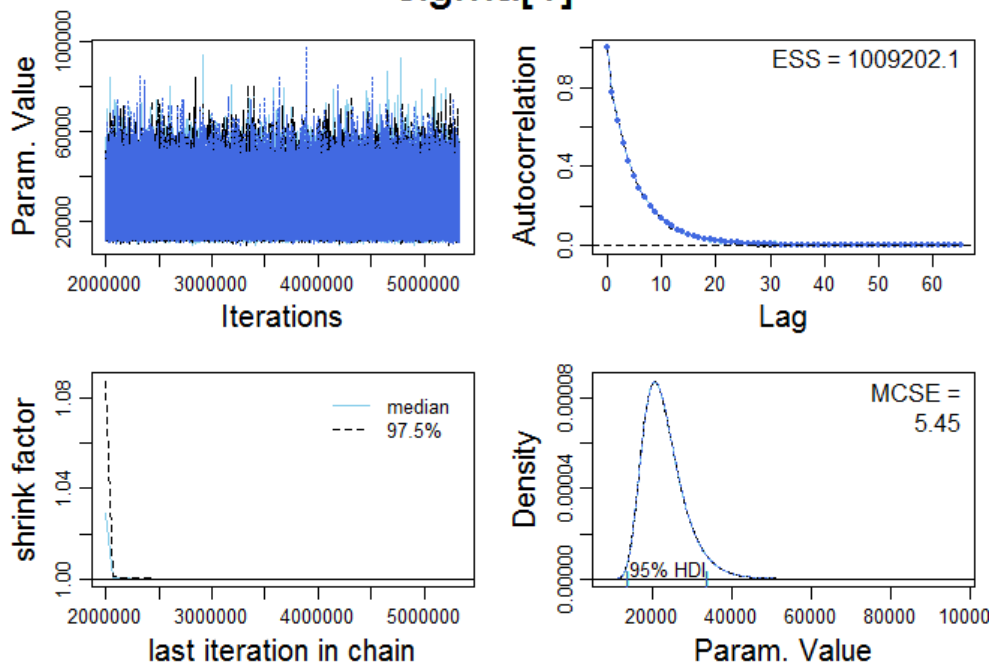 Param. Value
20000
60000
100000
2000000 3000000 4000000 5000000
Iterations
Autocorrelation
0.0
0.4
0.8
ESS = 1009202.1
0 10 20 30 40 50 60
Lag
shrink factor
1.00
1.04
1.08
median
97.5%
2000000 3000000 4000000 5000000
last iteration in chain
Density
0.00000
0.00004
0.00008
MCSE =
5.45
95% HDI
20000 40000 60000 80000 10000
Param. Value